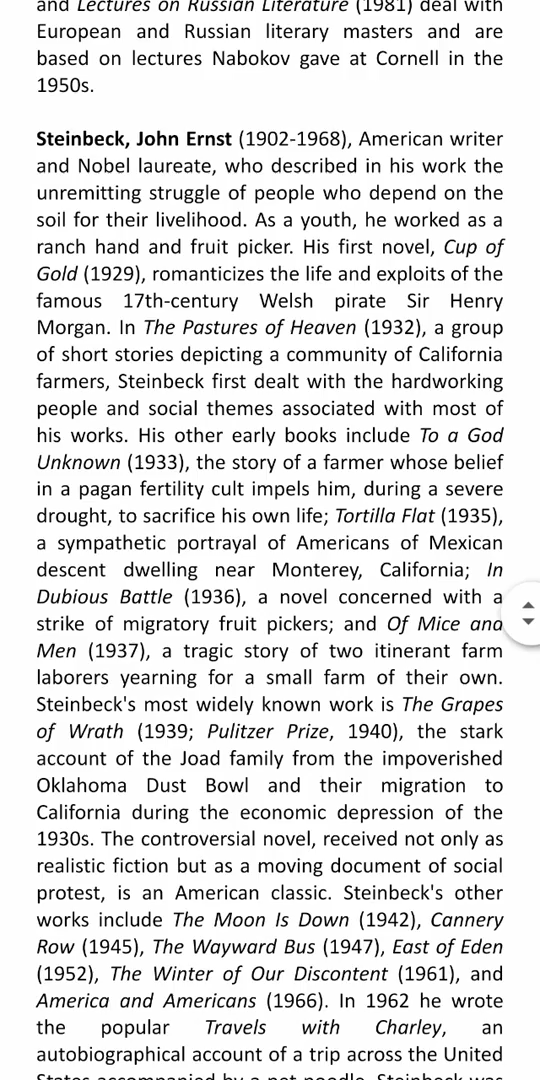 and Lectures on Russian Literature (1981) deal with
European and Russian literary masters and are
based on lectures Nabokov gave at Cornell in the
1950s.
Steinbeck, John Ernst (1902-1968), American writer
and Nobel laureate, who described in his work the
unremitting struggle of people who depend on the
soil for their livelihood. As a youth, he worked as a
ranch hand and fruit picker. His first novel, Cup of
Gold (1929), romanticizes the life and exploits of the
famous 17th-century Welsh pirate Sir Henry
Morgan. In The Pastures of Heaven (1932), a group
of short stories depicting a community of California
farmers, Steinbeck first dealt with the hardworking
people and social themes associated with most of
his works. His other early books include To a God
Unknown (1933), the story of a farmer whose belief
in a pagan fertility cult impels him, during a severe
drought, to sacrifice his own life; Tortilla Flat (1935),
a sympathetic portrayal of Americans of Mexican
descent dwelling near Monterey, California; In
Dubious Battle (1936), a novel concerned with a
strike of migratory fruit pickers; and Of Mice and
Men (1937), a tragic story of two itinerant farm
laborers yearning for a small farm of their own.
Steinbeck's most widely known work is The Grapes
of Wrath (1939; Pulitzer Prize, 1940), the stark
account of the Joad family from the impoverished
Oklahoma Dust Bowl and their migration to
California during the economic depression of the
1930s. The controversial novel, received not only as
realistic fiction but as a moving document of social
protest, is an American classic. Steinbeck's other
works include The Moon Is Down (1942), Cannery
Row (1945), The Wayward Bus (1947), East of Eden
(1952), The Winter of Our Discontent (1961), and
America and Americans (1966). In 1962 he wrote
the popular Travels with Charley, an
autobiographical account of a trip across the United
States accompanied by a pet poodle. Steinbeck was